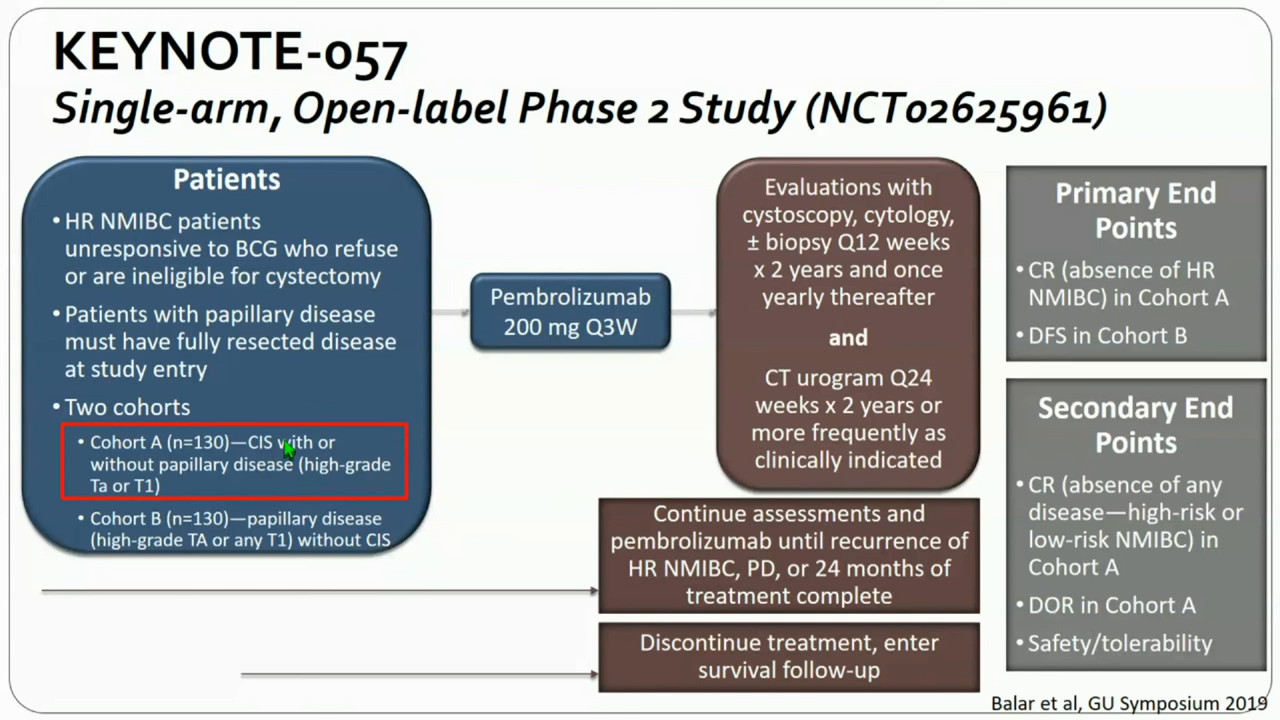 KEYNOTE-057
Single-arm, Open-label Phase 2 Study (NCT02625961)
Patients
• HR NMIBC patients
unresponsive to BCG who refuse
or are ineligible for cystectomy
• Patients with papillary disease
must have fully resected disease
at study entry
• Two cohorts
• Cohort A (n=130)—CIS with or
without papillary disease (high-grade
Ta or T1)
• Cohort B (n=130)—papillary disease
(high-grade TA or any T1) without CIS
Pembrolizumab
200 mg Q3W
Evaluations with
cystoscopy, cytology,
± biopsy Q12 weeks
x 2 years and once
yearly thereafter
and
CT urogram Q24
weeks x 2 years or
more frequently as
clinically indicated
Continue assessments and
pembrolizumab until recurrence of
HR NMIBC, PD, or 24 months of
treatment complete
Discontinue treatment, enter
survival follow-up
Primary End
Points
• CR (absence of HR
NMIBC) in Cohort A
• DFS in Cohort B
Secondary End
Points
• CR (absence of any
disease—high-risk or
low-risk NMIBC) in
Cohort A
• DOR in Cohort A
• Safety/tolerability
Balar et al, GU Symposium 2019